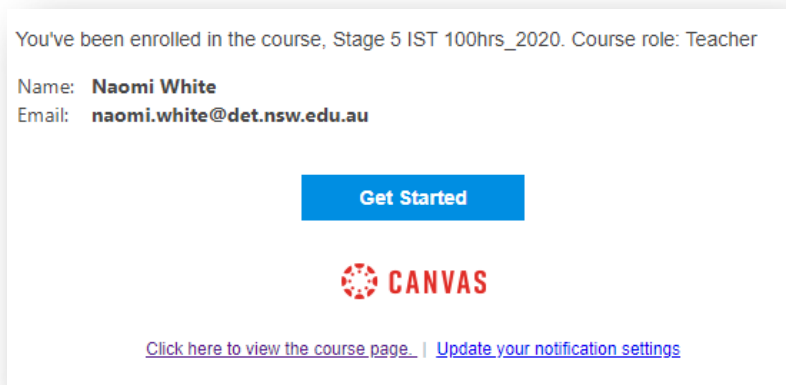 You've been enrolled in the course, Stage 5 IST 100hrs_2020. Course role: Teacher
Name: Naomi White
Email: naomi.white@det.nsw.edu.au
Get Started
CANVAS
Click here to view the course page. | Update your notification settings